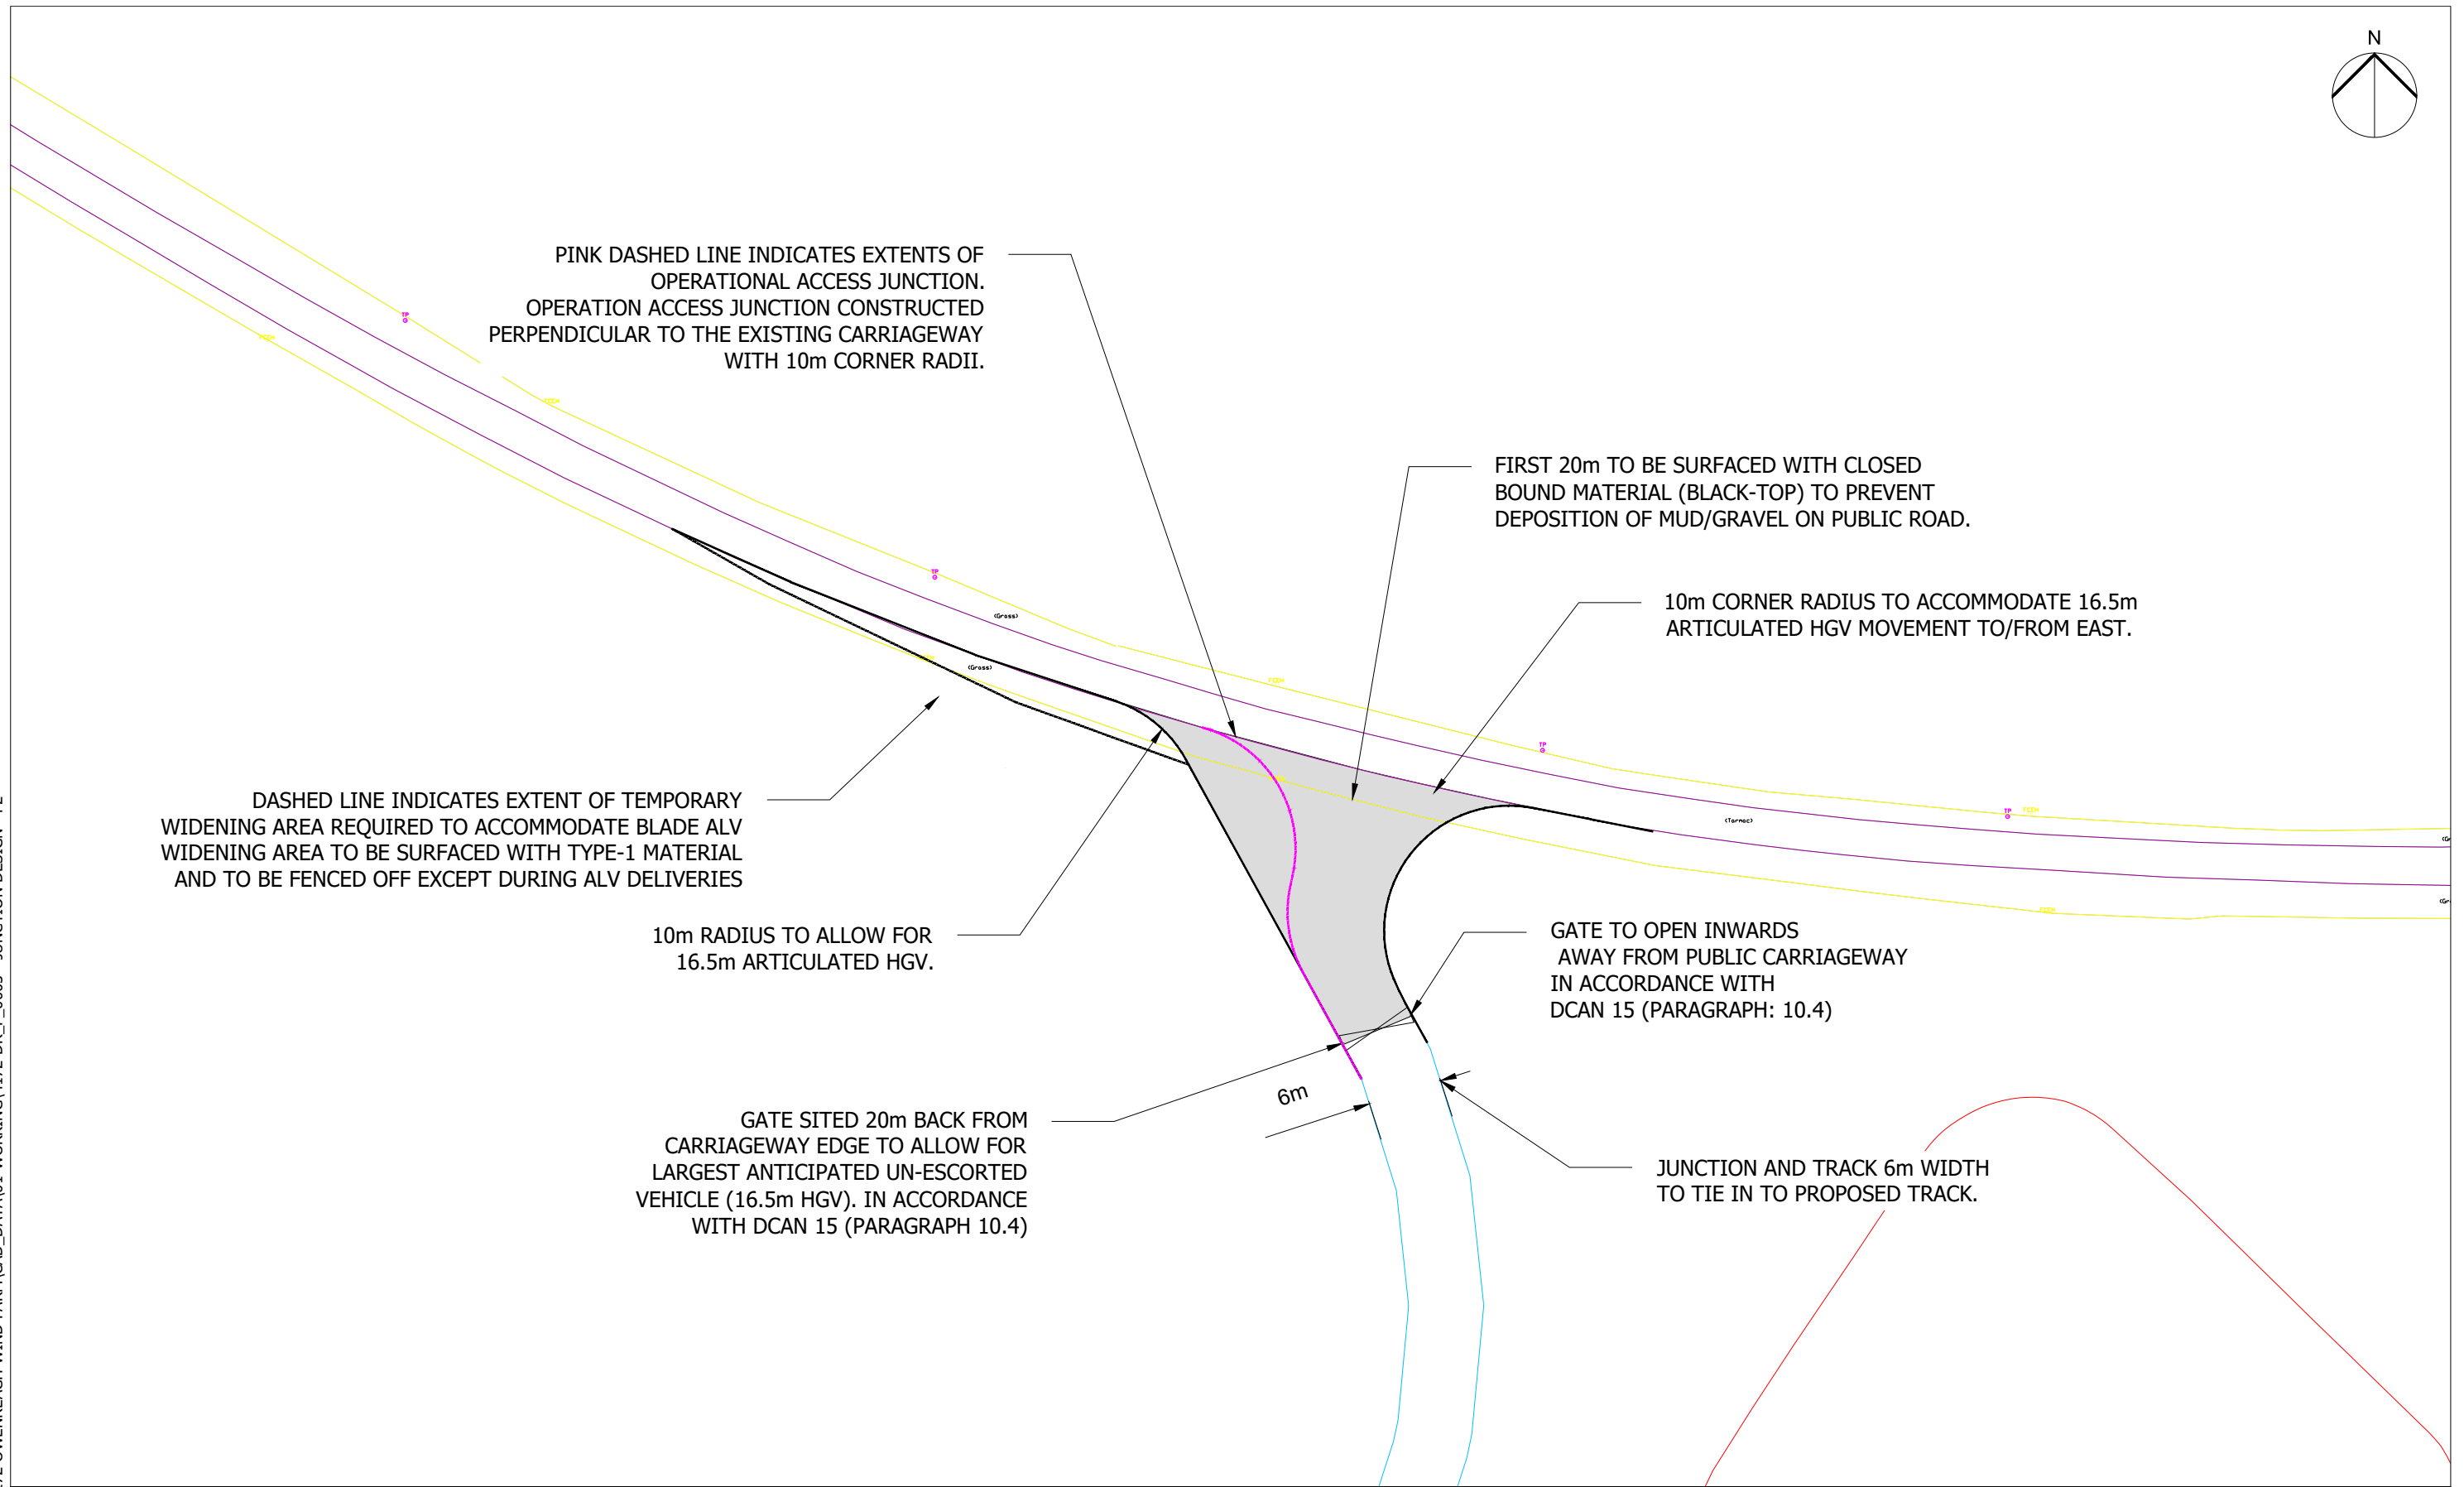 N
PINK DASHED LINE INDICATES EXTENTS OF
OPERATIONAL ACCESS JUNCTION.
OPERATION ACCESS JUNCTION CONSTRUCTED
PERPENDICULAR TO THE EXISTING CARRIAGEWAY
WITH 10m CORNER RADII.
TP
TP
(Grass)
(Grass)
FIRST 20m TO BE SURFACED WITH CLOSED
BOUND MATERIAL (BLACK-TOP) TO PREVENT
DEPOSITION OF MUD/GRAVEL ON PUBLIC ROAD.
10m CORNER RADIUS TO ACCOMMODATE 16.5m
ARTICULATED HGV MOVEMENT TO/FROM EAST.
TP
TP
(Tarmac)
DASHED LINE INDICATES EXTENT OF TEMPORARY
WIDENING AREA REQUIRED TO ACCOMMODATE BLADE ALV
WIDENING AREA TO BE SURFACED WITH TYPE-1 MATERIAL
AND TO BE FENCED OFF EXCEPT DURING ALV DELIVERIES
10m RADIUS TO ALLOW FOR
16.5m ARTICULATED HGV.
GATE TO OPEN INWARDS
AWAY FROM PUBLIC CARRIAGEWAY
IN ACCORDANCE WITH
DCAN 15 (PARAGRAPH: 10.4)
6m
GATE SITED 20m BACK FROM
CARRIAGEWAY EDGE TO ALLOW FOR
LARGEST ANTICIPATED UN-ESCORTED
VEHICLE (16.5m HGV). IN ACCORDANCE
WITH DCAN 15 (PARAGRAPH 10.4)
JUNCTION AND TRACK 6m WIDTH
TO TIE IN TO PROPOSED TRACK.